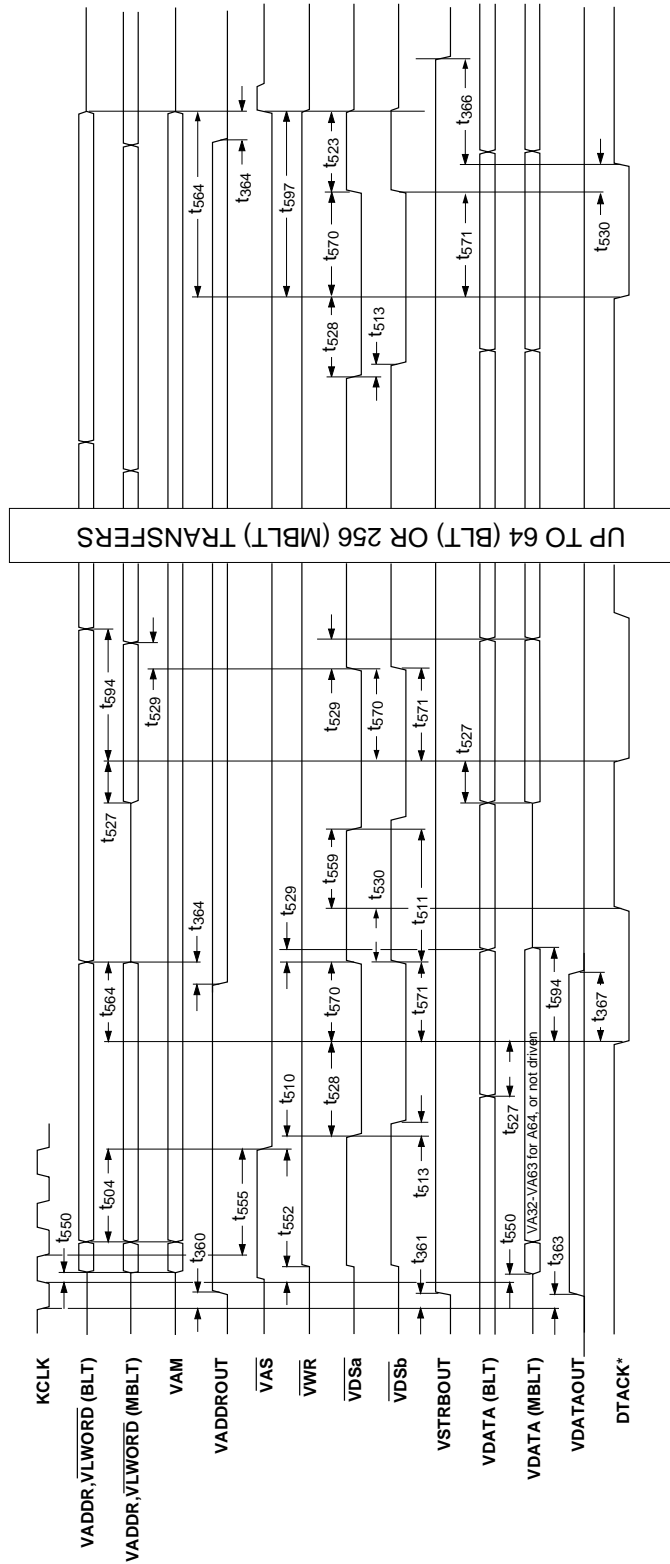 KCLK
VADDR,VLWORD (BLT)
VADDR,VLWORD (MBLT)
VAM
VADDROUT
VAS
VWR
VDSa
VDSb
VSTRBOUT
VDATA (BLT)
VDATA (MBLT)
VDATAOUT
DTACK*
t550
t504
t564
t527
t594
t529
t360
t555
t364
t552
t510
t529
t528
t570
t559
t529
t530
t570
t361
t513
t571
t511
t571
t527
t550
t527
VA32-VA63 for A64, or not driven
t363
t594
t367
UP TO 64 (BLT) OR 256 (MBLT) TRANSFERS
t564
t364
t597
t528
t570
t523
t513
t571
t366
t530